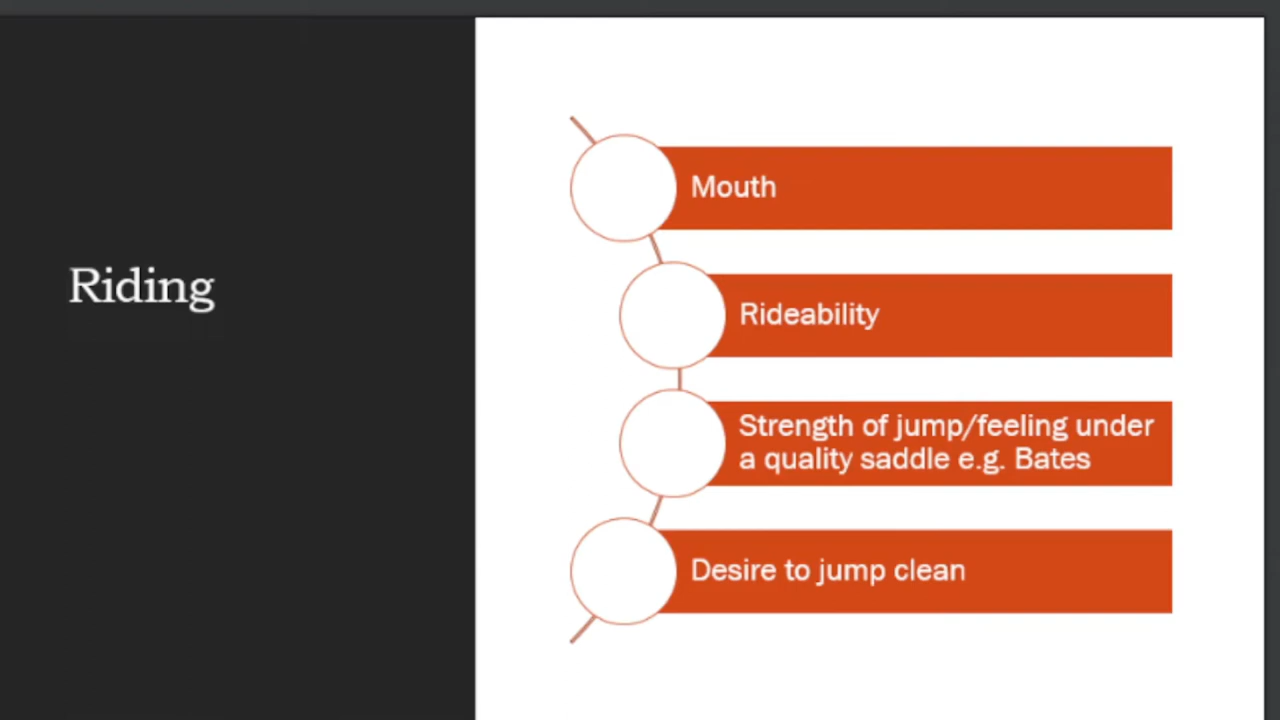 Riding
Mouth
Rideability
Strength of jump/feeling under
a quality saddle e.g. Bates
Desire to jump clean